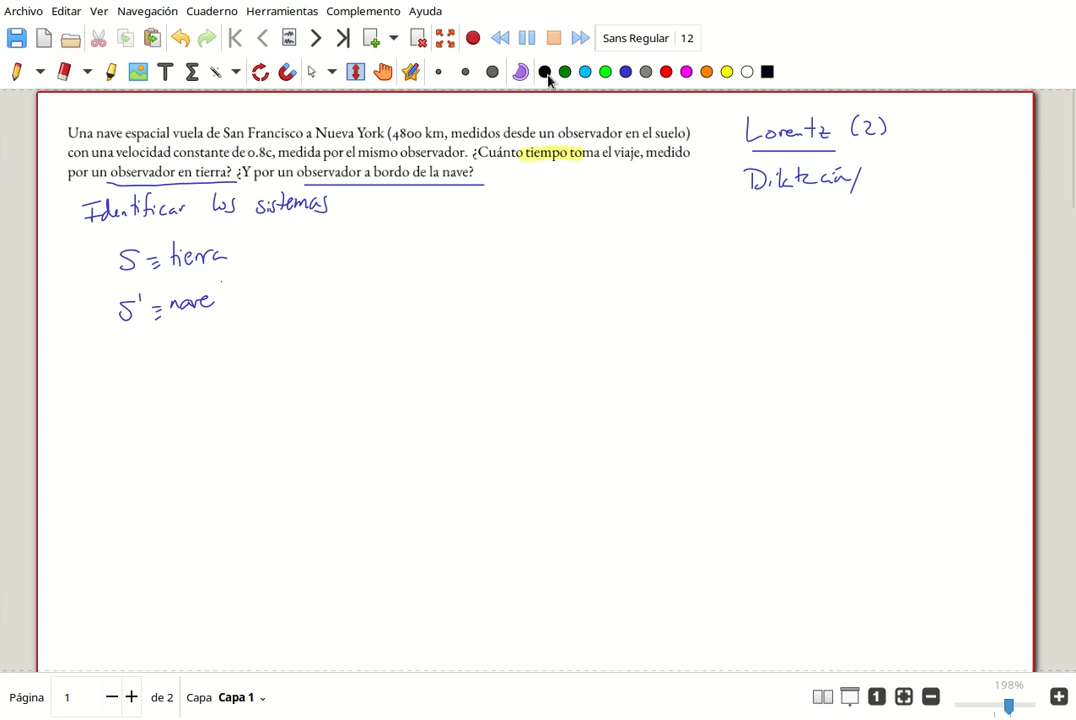 Archivo Editar Ver Navegación Cuaderno Herramientas Complemento Ayuda
Sans Regular 12
Una nave espacial vuela de San Francisco a Nueva York (4800 km, medidos desde un observador en el suelo)
con una velocidad constante de 0.8c, medida por el mismo observador. ¿Cuánto tiempo toma el viaje, medido
por un observador en tierra? ¿Y por un observador a bordo de la nave?
Lorentz (2)
Dilatación/
Identificar los sistemas
S ≡ tierra
S' ≡ nave
Página 1 de 2 Capa Capa 1
198%